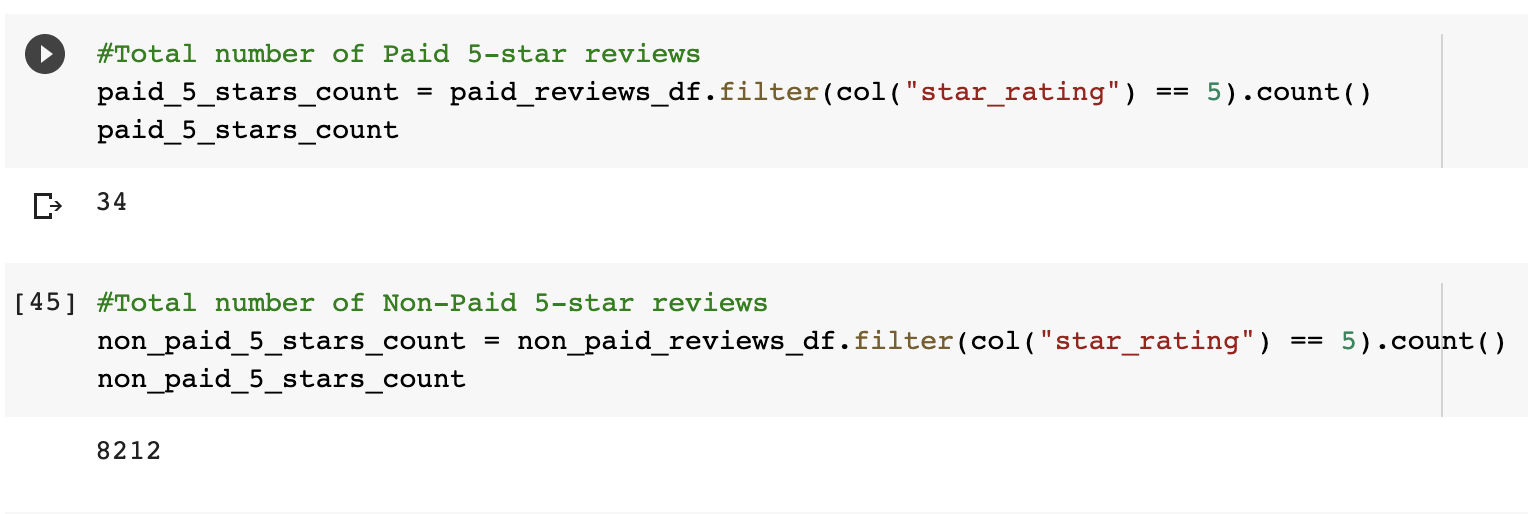 #Total number of Paid 5-star reviews
paid_5_stars_count = paid_reviews_df.filter(col("star_rating") == 5).count()
paid_5_stars_count
34
[45] #Total number of Non-Paid 5-star reviews
non_paid_5_stars_count = non_paid_reviews_df.filter(col("star_rating") == 5).count()
non_paid_5_stars_count
8212